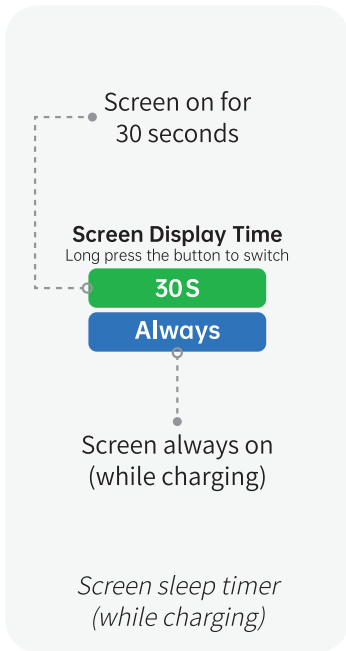 Screen on for
30 seconds
Screen Display Time
Long press the button to switch
30S
Always
Screen always on
(while charging)
Screen sleep timer
(while charging)